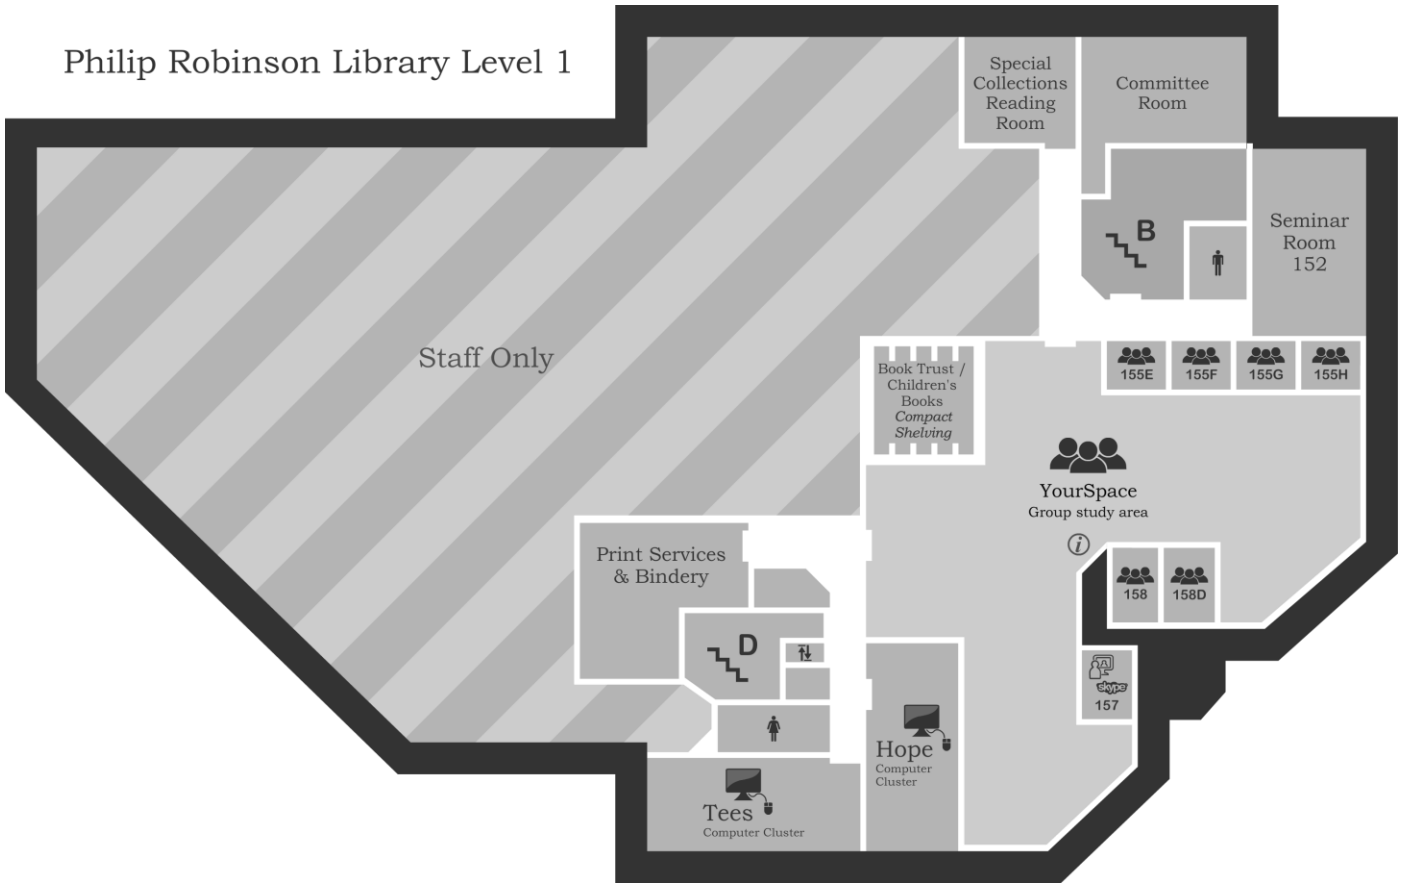 Philip Robinson Library Level 1
Special
Collections
Reading
Room
Committee
Room
B
Seminar
Room
152
Staff Only
Book Trust /
Children's
Books
Compact
Shelving
155E
155F
155G
155H
YourSpace
Group study area
i
Print Services
& Bindery
158
158D
D
A
skype
157
Hope
Computer
Cluster
Tees
Computer Cluster